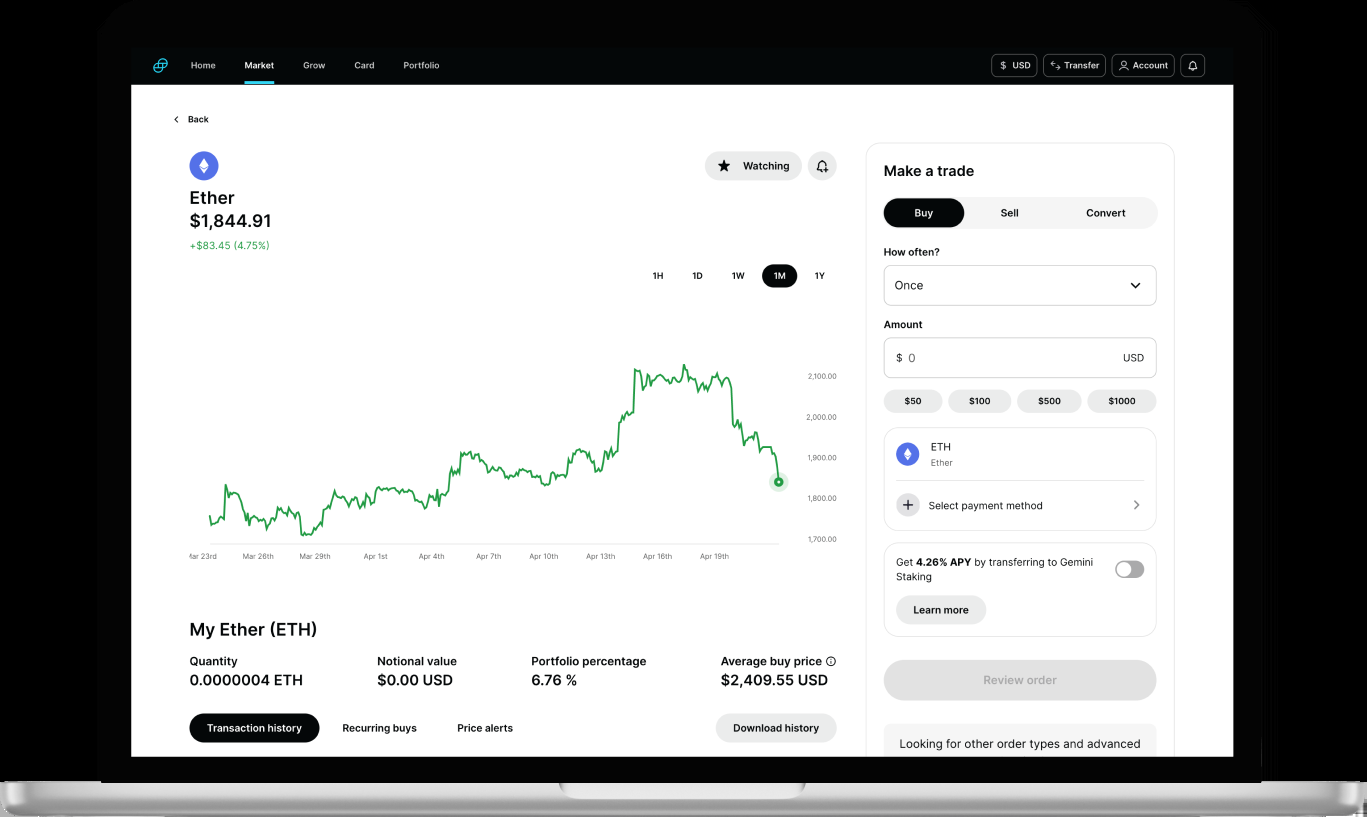 Home Market Grow Card Portfolio $ USD Transfer Account
Back
Ether
$1,844.91
+$83.45 (4.75%)
Watching
1H 1D 1W 1M 1Y
2,100.00
2,000.00
1,900.00
1,800.00
1,700.00
Mar 23rd Mar 26th Mar 29th Apr 1st Apr 4th Apr 7th Apr 10th Apr 13th Apr 16th Apr 19th
My Ether (ETH)
Quantity Notional value Portfolio percentage Average buy price
0.0000004 ETH $0.00 USD 6.76 % $2,409.55 USD
Transaction history Recurring buys Price alerts Download history
Make a trade
Buy Sell Convert
How often?
Once
Amount
$ 0 USD
$50 $100 $500 $1000
ETH
Ether
Select payment method
Get 4.26% APY by transferring to Gemini
Staking
Learn more
Review order
Looking for other order types and advanced